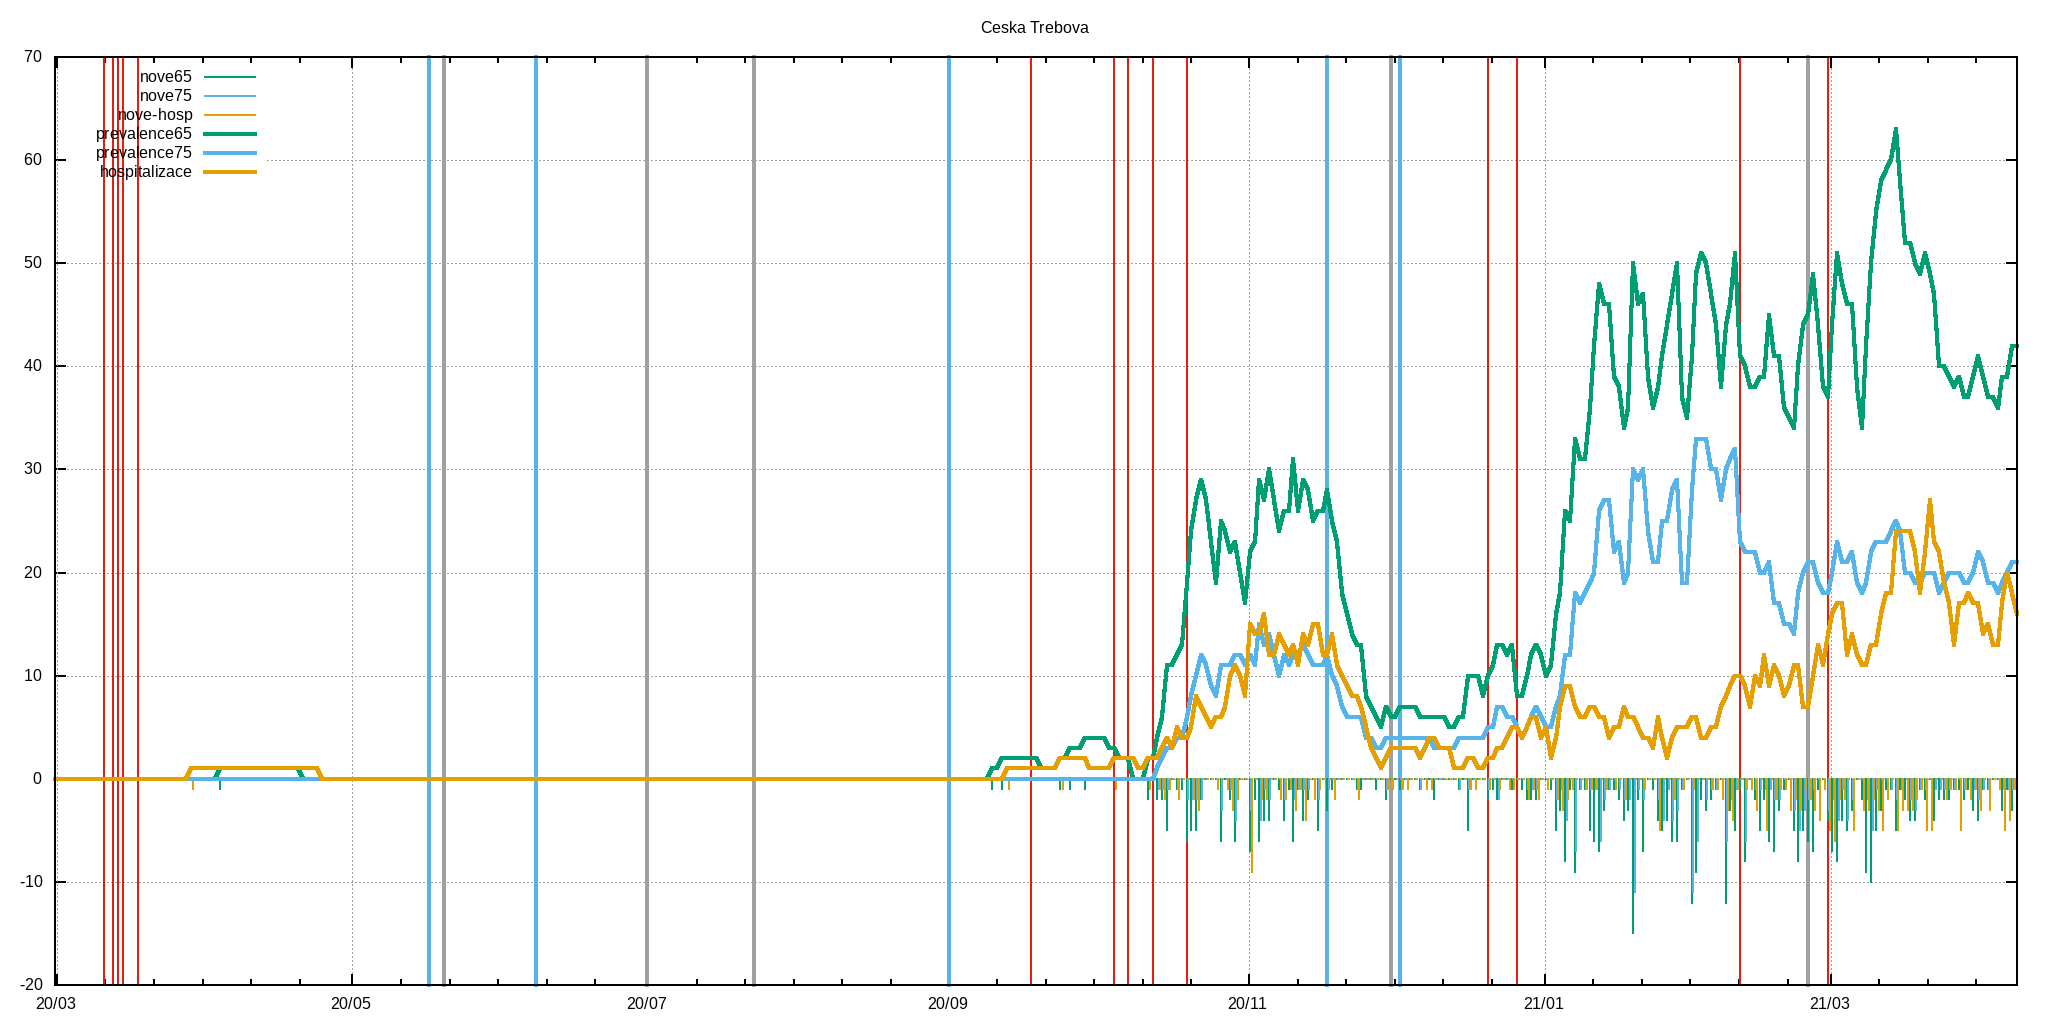 Ceska Trebova
70
60
50
40
30
20
10
0
-10
-20
nove65
nove75
nove-hosp
prevalence65
prevalence75
hospitalizace
20/03 20/05 20/07 20/09 20/11 21/01 21/03